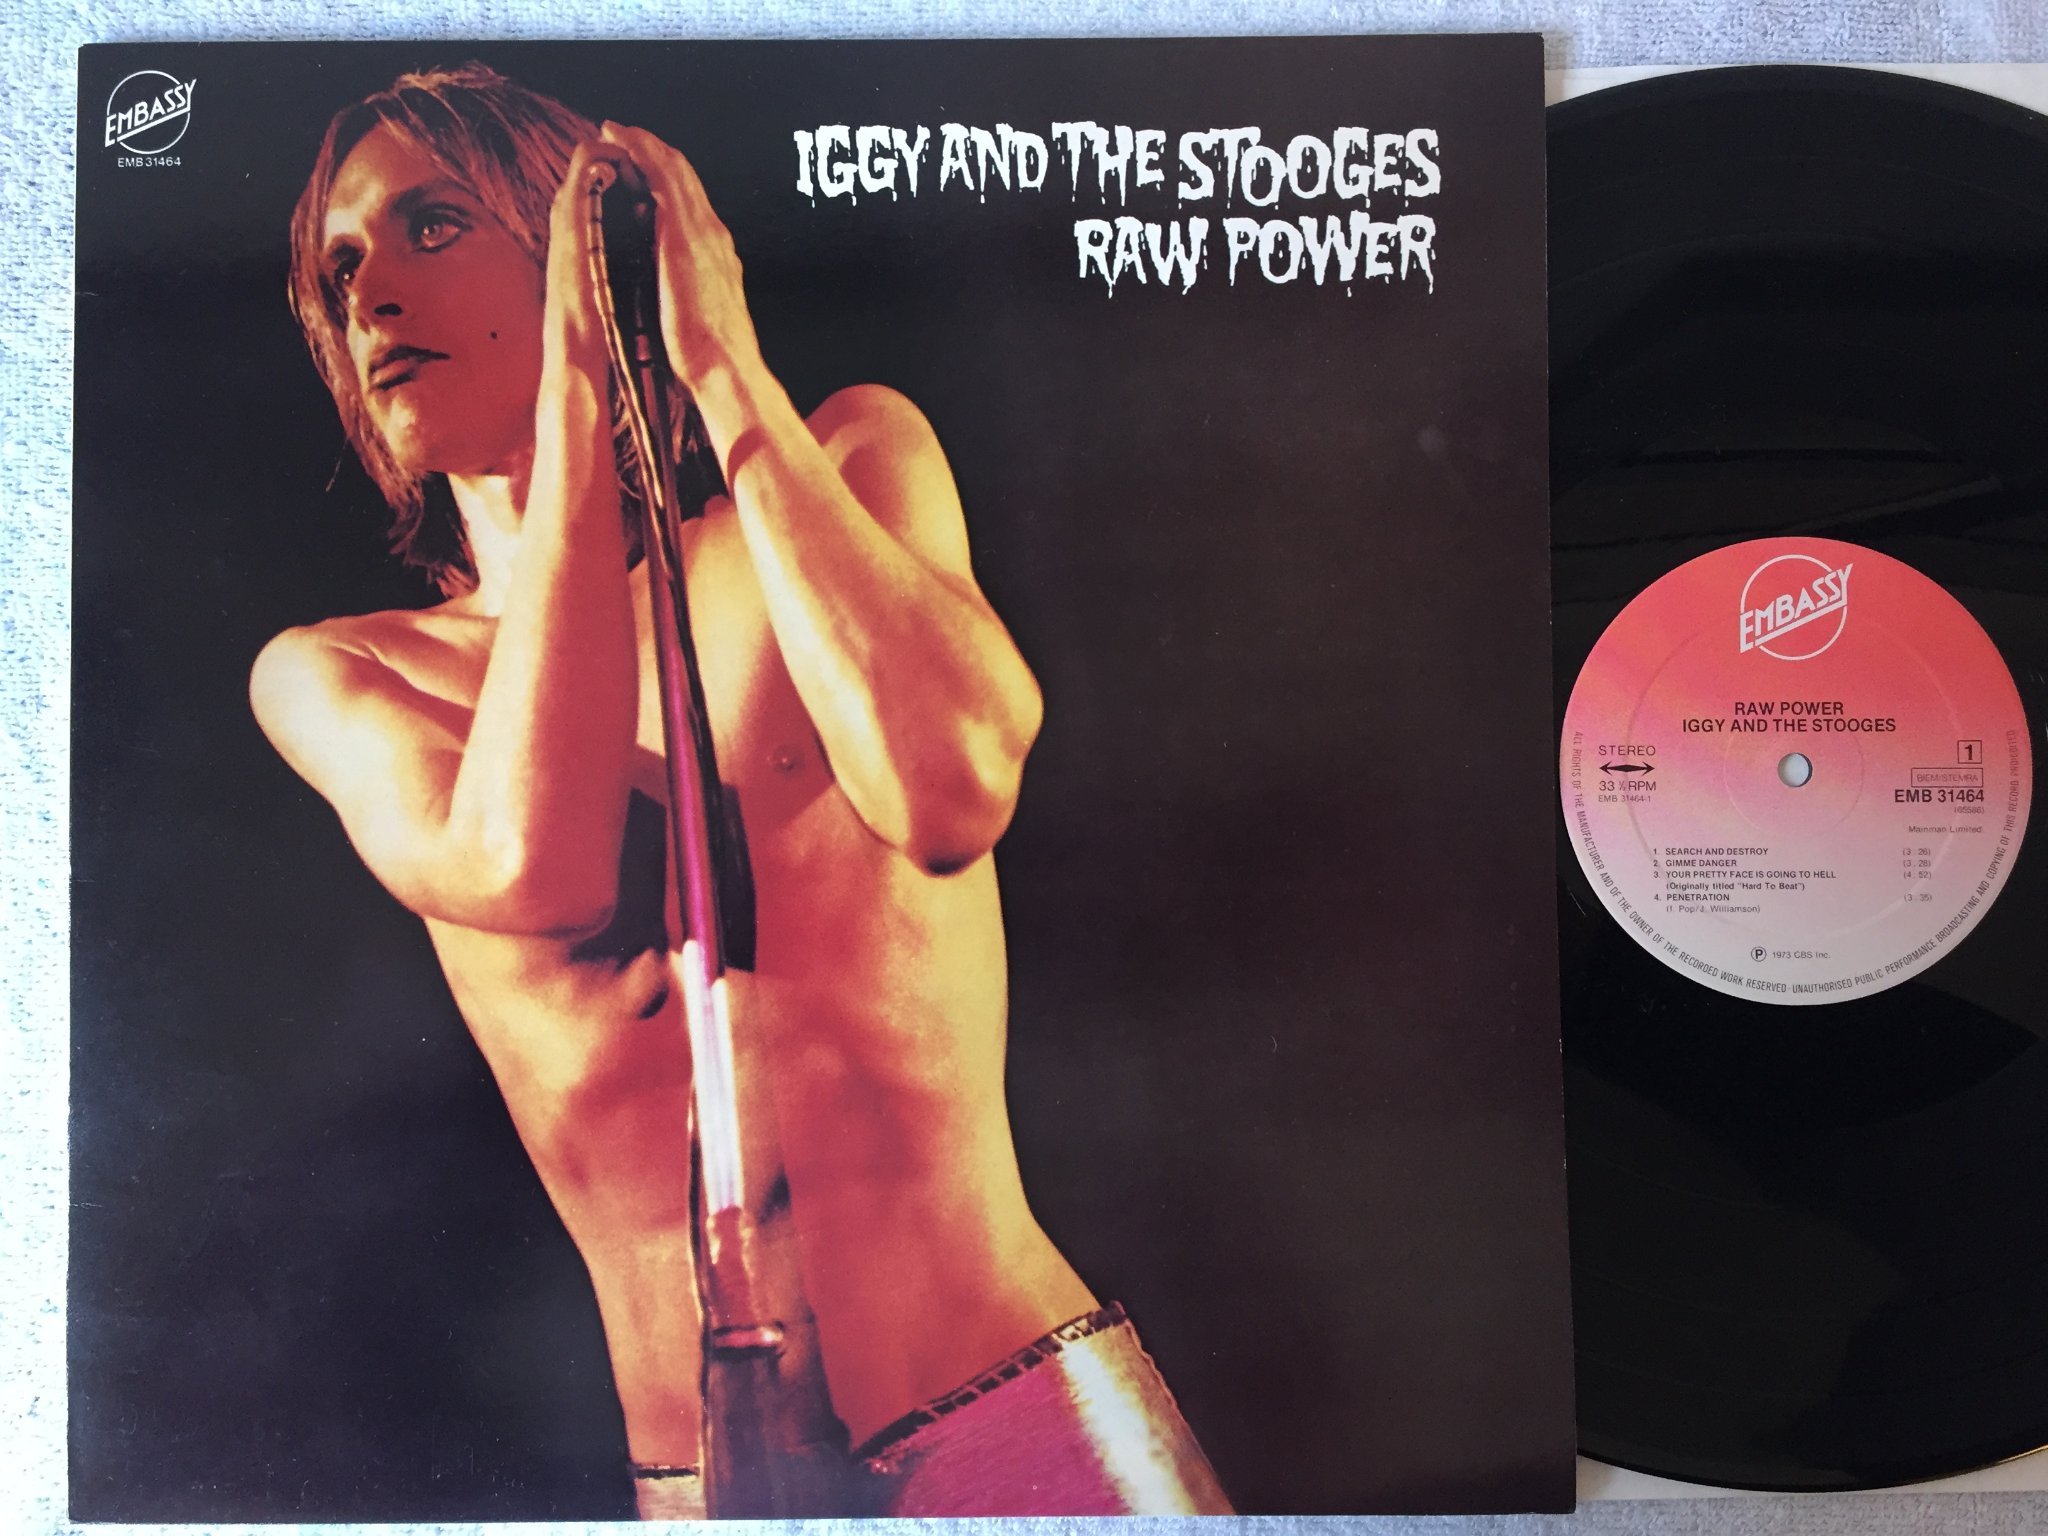 EMBASSY
EMB 31464
IGGY AND THE STOOGES
RAW POWER
EMBASSY
RAW POWER
IGGY AND THE STOOGES
STEREO
33 ⅓ RPM
EMB 31464-1
1
BIEM/STEMRA
EMB 31464
(65586)
Mainman Limited
1. SEARCH AND DESTROY (3 . 26)
2. GIMME DANGER (3 . 28)
3. YOUR PRETTY FACE IS GOING TO HELL (4 . 52)
(Originally titled "Hard To Beat")
4. PENETRATION (3 . 35)
(I. Pop/J. Williamson)
Ⓟ 1973 CBS Inc.
ALL RIGHTS OF THE MANUFACTURER AND OF THE OWNER OF THE RECORDED WORK RESERVED - UNAUTHORISED PUBLIC PERFORMANCE BROADCASTING AND COPYING OF THIS RECORD PROHIBITED